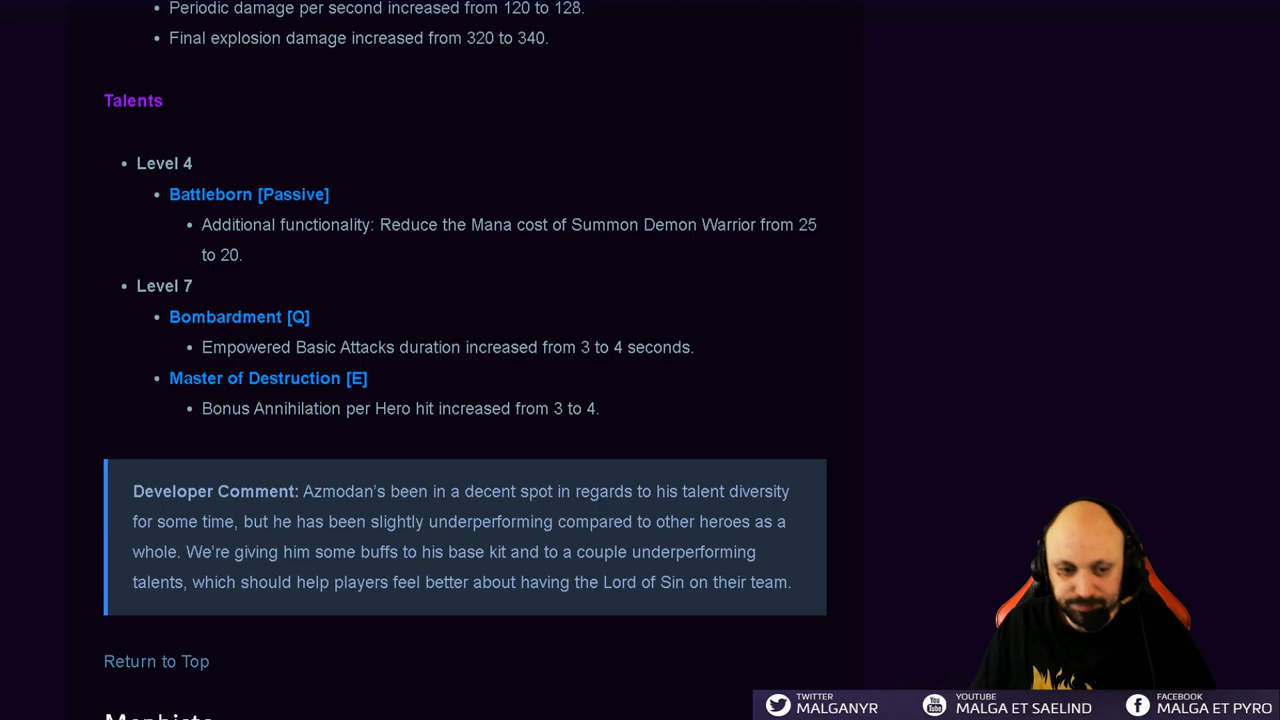 Periodic damage per second increased from 120 to 128.
Final explosion damage increased from 320 to 340.
Talents
Level 4
Battleborn [Passive]
Additional functionality: Reduce the Mana cost of Summon Demon Warrior from 25
to 20.
Level 7
Bombardment [Q]
Empowered Basic Attacks duration increased from 3 to 4 seconds.
Master of Destruction [E]
Bonus Annihilation per Hero hit increased from 3 to 4.
Developer Comment: Azmodan’s been in a decent spot in regards to his talent diversity
for some time, but he has been slightly underperforming compared to other heroes as a
whole. We’re giving him some buffs to his base kit and to a couple underperforming
talents, which should help players feel better about having the Lord of Sin on their team.
Return to Top
TWITTER
MALGANYR
YOUTUBE
MALGA ET SAELIND
FACEBOOK
MALGA ET PYRO